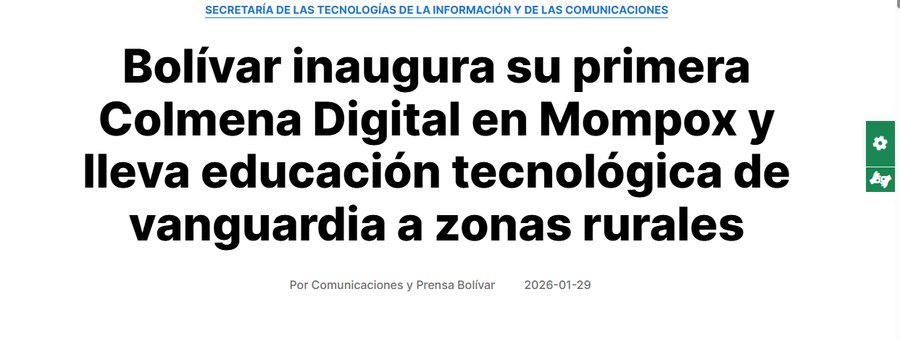 SECRETARÍA DE LAS TECNOLOGÍAS DE LA INFORMACIÓN Y DE LAS COMUNICACIONES
Bolívar inaugura su primera
Colmena Digital en Mompox y
lleva educación tecnológica de
vanguardia a zonas rurales
Por Comunicaciones y Prensa Bolívar 2026-01-29